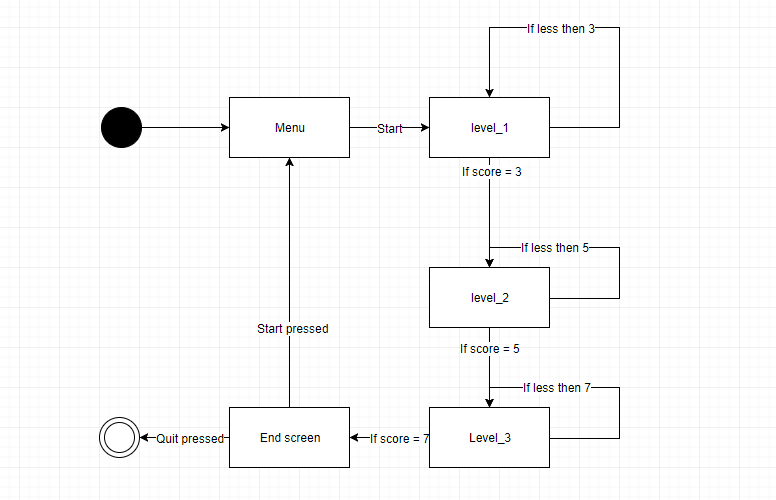 If less then 3
Menu
Start
level_1
If score = 3
If less then 5
level_2
Start pressed
If score = 5
If less then 7
Quit pressed
End screen
If score = 7
Level_3